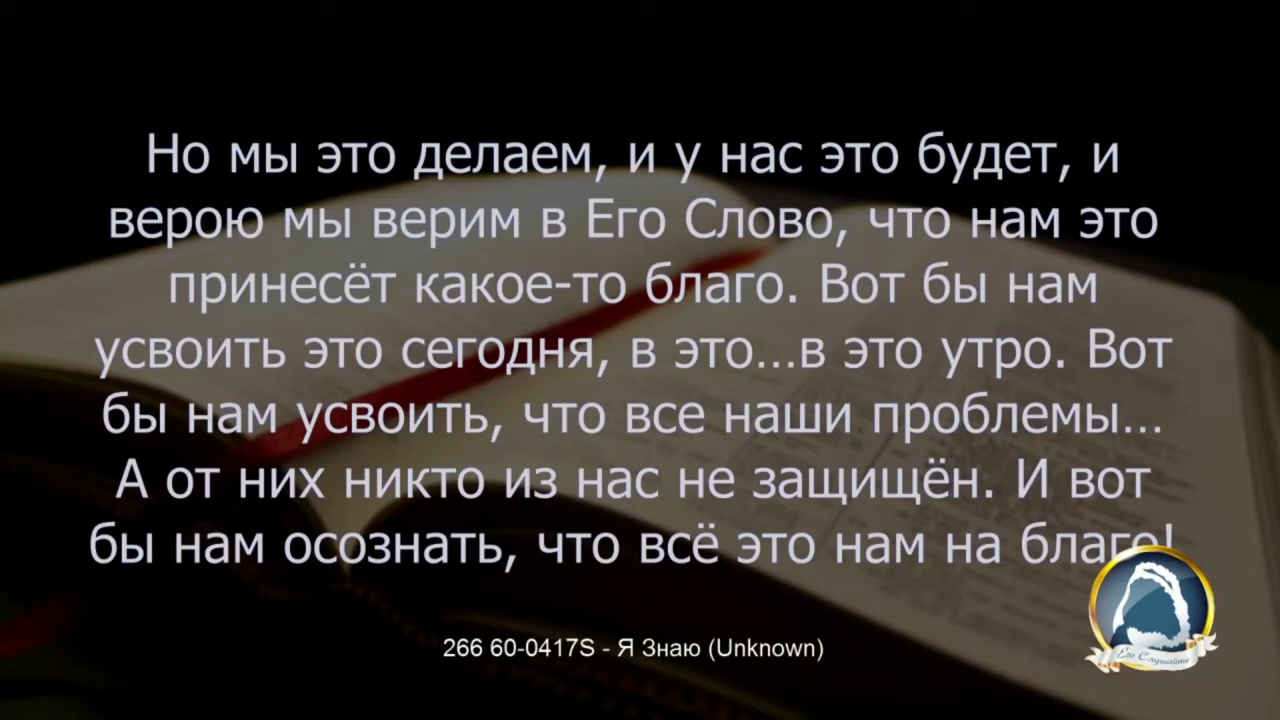 Но мы это делаем, и у нас это будет, и
верою мы верим в Его Слово, что нам это
принесёт какое-то благо. Вот бы нам
усвоить это сегодня, в это...в это утро. Вот
бы нам усвоить, что все наши проблемы...
А от них никто из нас не защищён. И вот
бы нам осознать, что всё это нам на благо!
266 60-0417S - Я Знаю (Unknown)
Его Слушайте